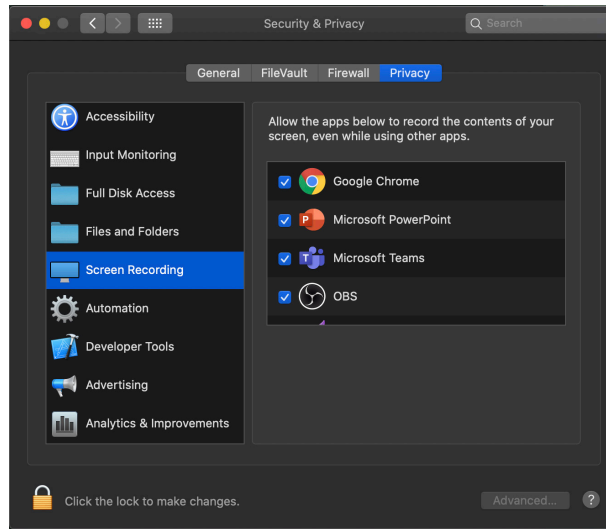 Security & Privacy
Search
General
FileVault
Firewall
Privacy
Accessibility
Input Monitoring
Full Disk Access
Files and Folders
Screen Recording
Automation
Developer Tools
Advertising
Analytics & Improvements
Allow the apps below to record the contents of your
screen, even while using other apps.
Google Chrome
P
Microsoft PowerPoint
T
Microsoft Teams
OBS
Click the lock to make changes.
Advanced...
?